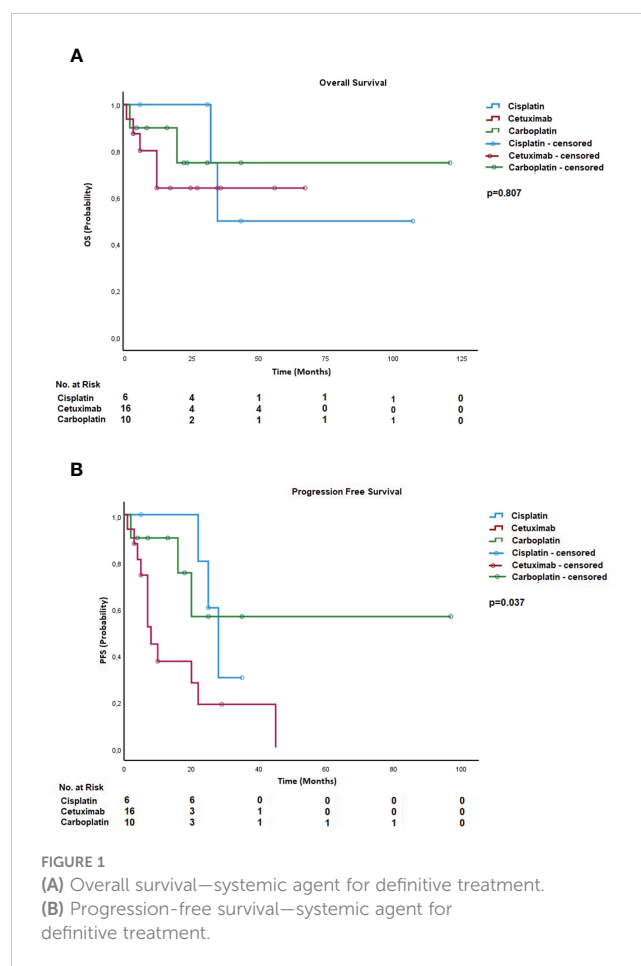 A
Overall Survival
Cisplatin
Cetuximab
Carboplatin
Cisplatin - censored
Cetuximab - censored
Carboplatin - censored
p=0.807
OS (Probability)
1,0
0,8
0,6
0,4
0,2
0,0
0 25 50 75 100 125
Time (Months)
No. at Risk
Cisplatin 6 4 1 1 1 0
Cetuximab 16 4 4 0 0 0
Carboplatin 10 2 1 1 1 0
B
Progression Free Survival
Cisplatin
Cetuximab
Carboplatin
Cisplatin - censored
Cetuximab - censored
Carboplatin - censored
p=0.037
PFS (Probability)
1,0
0,8
0,6
0,4
0,2
0,0
0 20 40 60 80 100
Time (Months)
No. at Risk
Cisplatin 6 6 0 0 0 0
Cetuximab 16 3 1 0 0 0
Carboplatin 10 3 1 1 1 0
FIGURE 1
(A) Overall survival—systemic agent for definitive treatment.
(B) Progression-free survival—systemic agent for
definitive treatment.